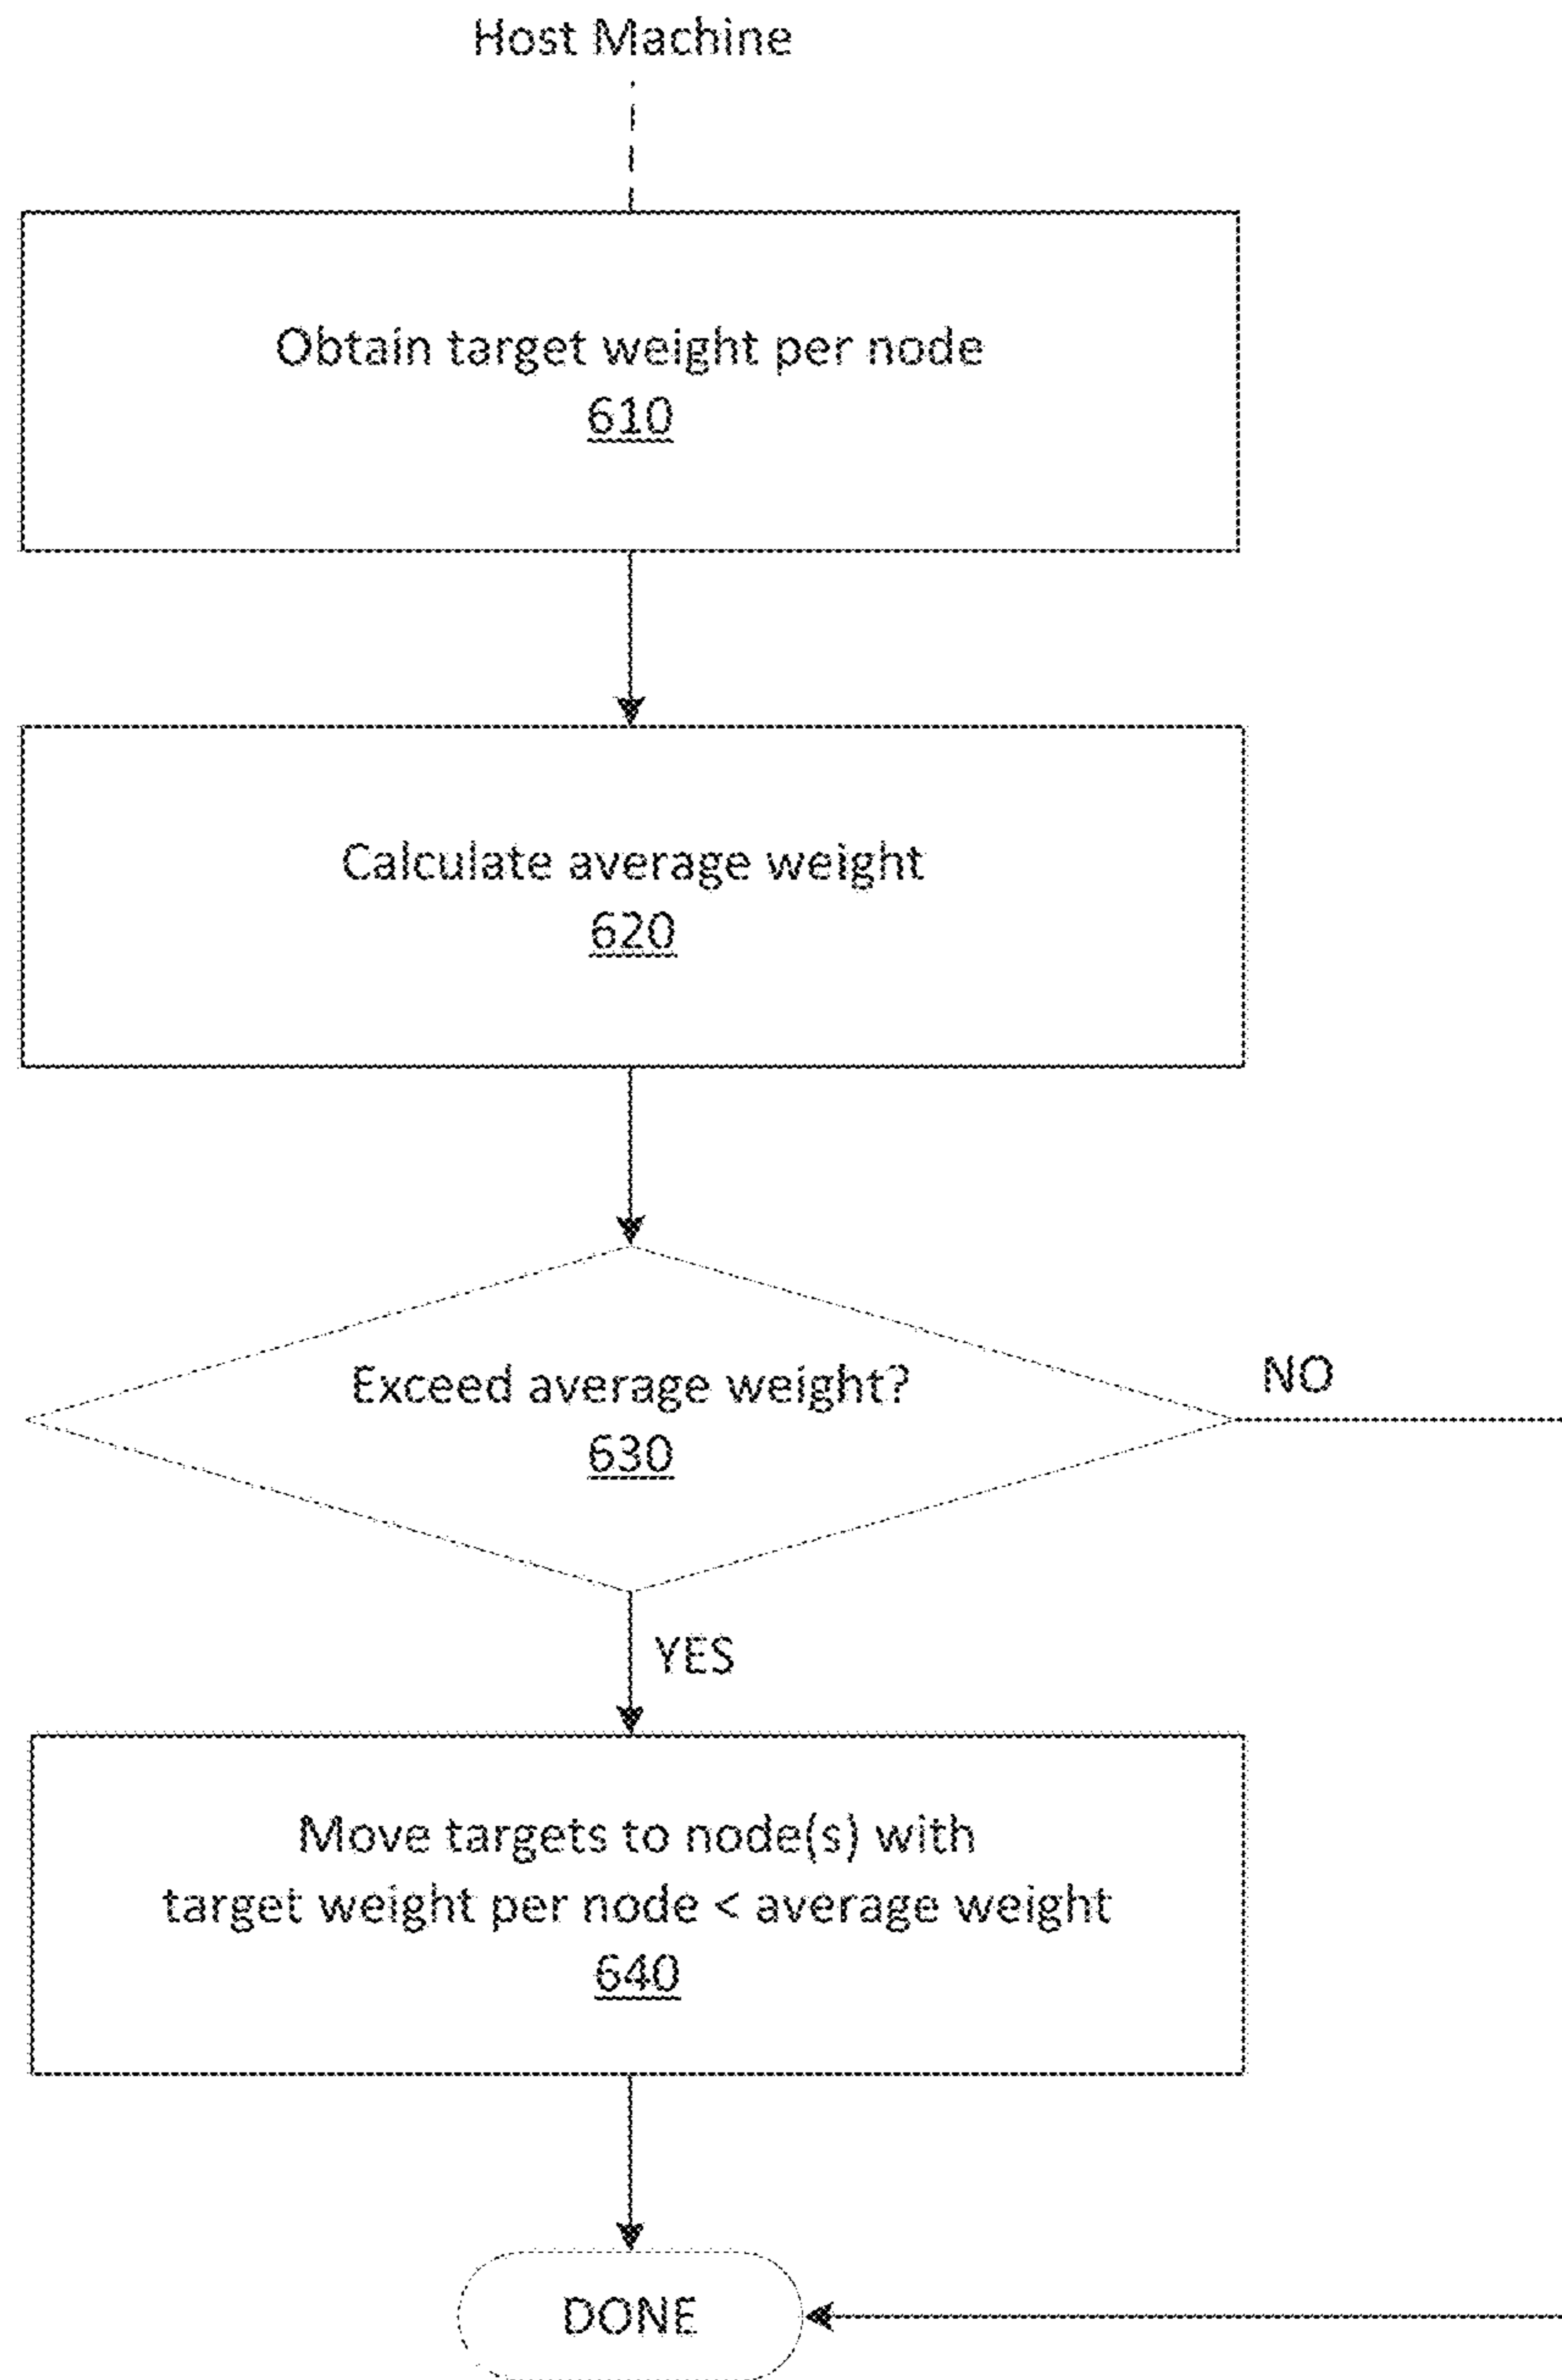 Host Machine
Obtain target weight per node
610
Calculate average weight
620
Exceed average weight?
630
NO
YES
Move targets to node(s) with
target weight per node < average weight
640
DONE